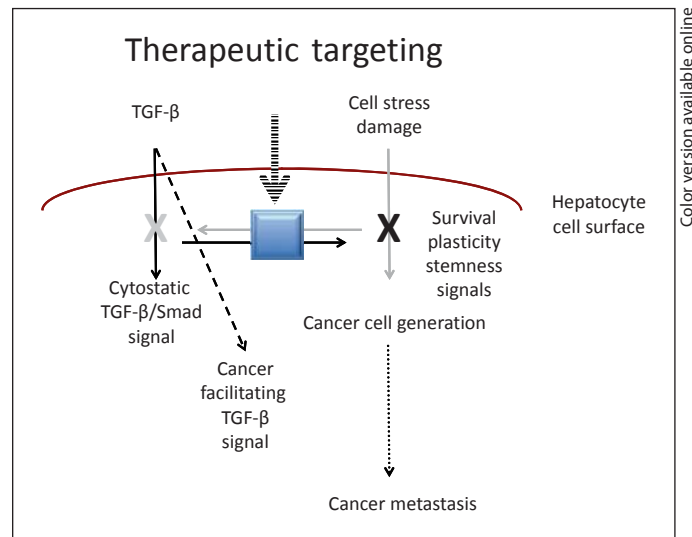 Therapeutic targeting
TGF-β
Cell stress
damage
Hepatocyte
cell surface
X
X
Survival
plasticity
stemness
signals
Cytostatic
TGF-β/Smad
signal
Cancer cell generation
Cancer
facilitating
TGF-β
signal
Cancer metastasis
Color version available online